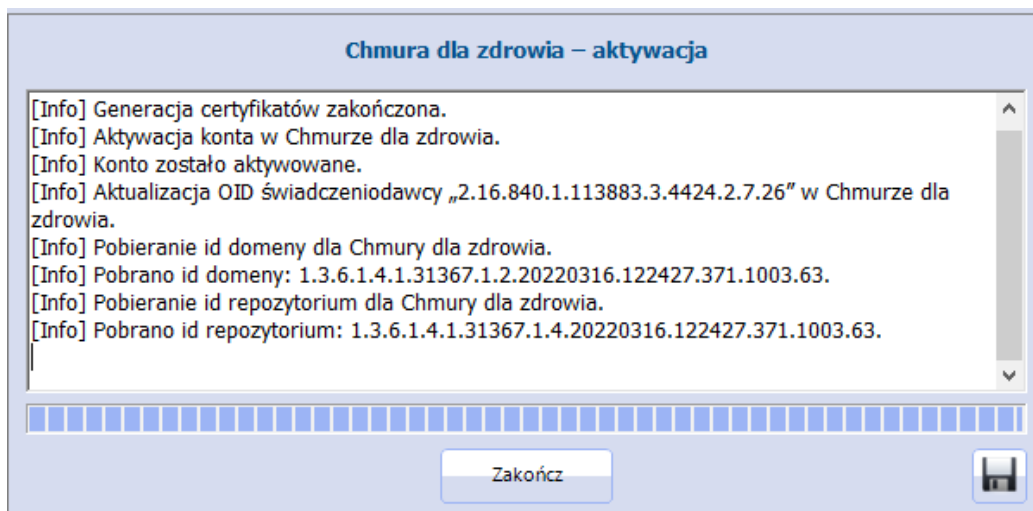 Chmura dla zdrowia – aktywacja
[Info] Generacja certyfikatów zakończona.
[Info] Aktywacja konta w Chmurze dla zdrowia.
[Info] Konto zostało aktywowane.
[Info] Aktualizacja OID świadczeniodawcy „2.16.840.1.113883.3.4424.2.7.26” w Chmurze dla
zdrowia.
[Info] Pobieranie id domeny dla Chmury dla zdrowia.
[Info] Pobrano id domeny: 1.3.6.1.4.1.31367.1.2.20220316.122427.371.1003.63.
[Info] Pobieranie id repozytorium dla Chmury dla zdrowia.
[Info] Pobrano id repozytorium: 1.3.6.1.4.1.31367.1.4.20220316.122427.371.1003.63.
Zakończ